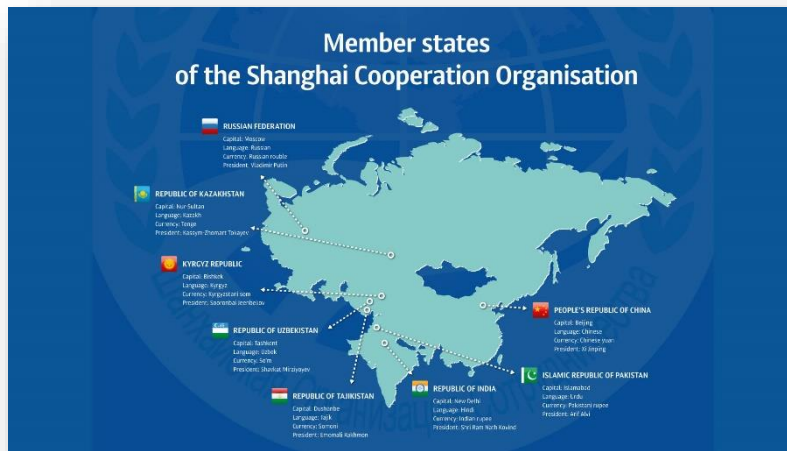 Member states
of the Shanghai Cooperation Organisation
RUSSIAN FEDERATION
Capital: Moscow
Language: Russian
Currency: Russian rouble
President: Vladimir Putin
REPUBLIC OF KAZAKHSTAN
Capital: Nur-Sultan
Language: Kazakh
Currency: Tenge
President: Kassym-Zhomart Tokayev
KYRGYZ REPUBLIC
Capital: Bishkek
Language: Kyrgyz
Currency: Kyrgyzstani som
President: Sooronbai Jeenbekov
REPUBLIC OF UZBEKISTAN
Capital: Tashkent
Language: Uzbek
Currency: So'm
President: Shavkat Mirziyoyev
REPUBLIC OF TAJIKISTAN
Capital: Dushanbe
Language: Tajik
Currency: Somoni
President: Emomali Rakhmon
REPUBLIC OF INDIA
Capital: New Delhi
Language: Hindi
Currency: Indian rupee
President: Shri Ram Nath Kovind
PEOPLE'S REPUBLIC OF CHINA
Capital: Beijing
Language: Chinese
Currency: Chinese yuan
President: Xi Jinping
ISLAMIC REPUBLIC OF PAKISTAN
Capital: Islamabad
Language: Urdu
Currency: Pakistani rupee
President: Arif Alvi